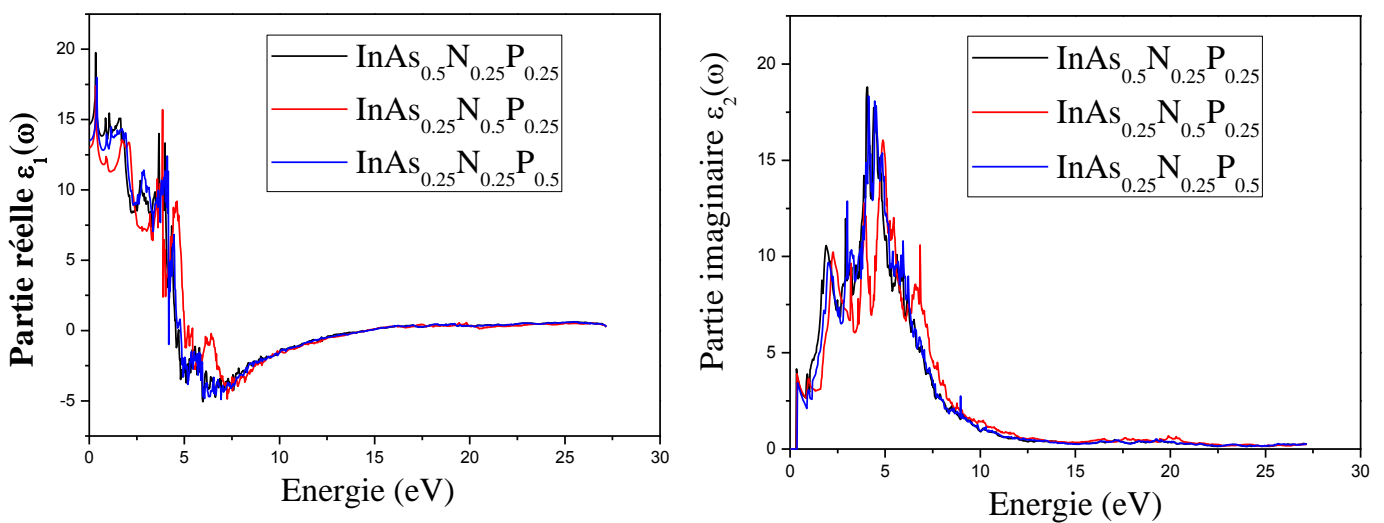 Partie réelle ε₁(ω)
20
15
10
5
0
-5
InAs₀.₅N₀.₂₅P₀.₂₅
InAs₀.₂₅N₀.₅P₀.₂₅
InAs₀.₂₅N₀.₂₅P₀.₅
0 5 10 15 20 25 30
Energie (eV)
Partie imaginaire ε₂(ω)
20
15
10
5
0
InAs₀.₅N₀.₂₅P₀.₂₅
InAs₀.₂₅N₀.₅P₀.₂₅
InAs₀.₂₅N₀.₂₅P₀.₅
0 5 10 15 20 25 30
Energie (eV)